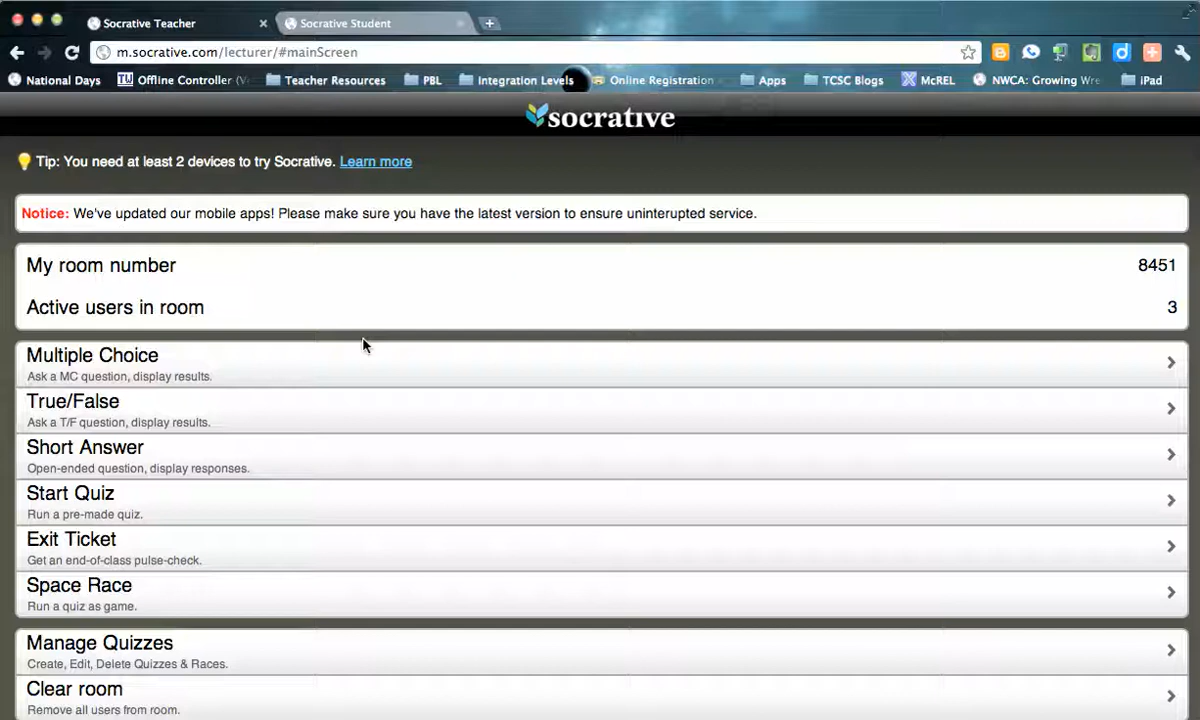 Socrative Teacher
Socrative Student
m.socrative.com/lecturer/#mainScreen
National Days
Offline Controller (V
Teacher Resources
PBL
Integration Levels
Online Registration
Apps
TCSC Blogs
McREL
NWCA: Growing Wre
iPad
socrative
Tip: You need at least 2 devices to try Socrative. Learn more
Notice: We've updated our mobile apps! Please make sure you have the latest version to ensure uninterupted service.
My room number 8451
Active users in room 3
Multiple Choice
Ask a MC question, display results.
True/False
Ask a T/F question, display results.
Short Answer
Open-ended question, display responses.
Start Quiz
Run a pre-made quiz.
Exit Ticket
Get an end-of-class pulse-check.
Space Race
Run a quiz as game.
Manage Quizzes
Create, Edit, Delete Quizzes & Races.
Clear room
Remove all users from room.